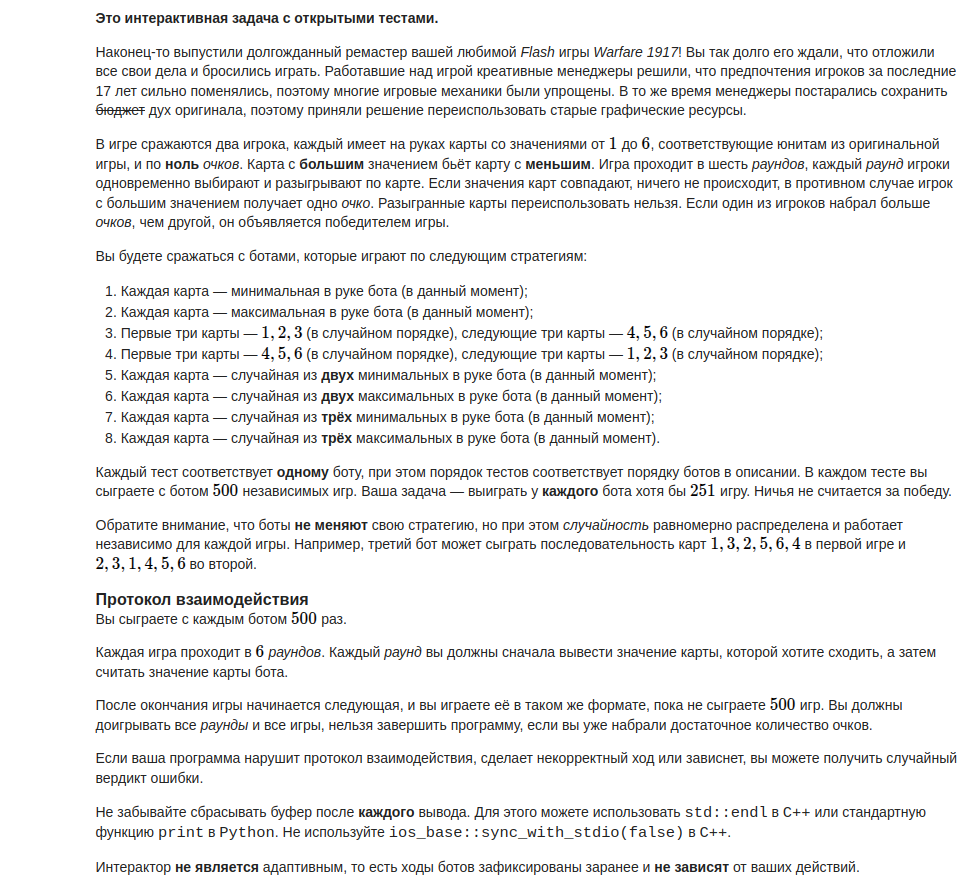 Это интерактивная задача с открытыми тестами.
Наконец-то выпустили долгожданный ремастер вашей любимой Flash игры Warfare 1917! Вы так долго его ждали, что отложили
все свои дела и бросились играть. Работавшие над игрой креативные менеджеры решили, что предпочтения игроков за последние
17 лет сильно поменялись, поэтому многие игровые механики были упрощены. В то же время менеджеры постарались сохранить
бюджет дух оригинала, поэтому приняли решение переиспользовать старые графические ресурсы.
В игре сражаются два игрока, каждый имеет на руках карты со значениями от 1 до 6, соответствующие юнитам из оригинальной
игры, и по ноль очков. Карта с большим значением бьёт карту с меньшим. Игра проходит в шесть раундов, каждый раунд игроки
одновременно выбирают и разыгрывают по карте. Если значения карт совпадают, ничего не происходит, в противном случае игрок
с большим значением получает одно очко. Разыгранные карты переиспользовать нельзя. Если один из игроков набрал больше
очков, чем другой, он объявляется победителем игры.
Вы будете сражаться с ботами, которые играют по следующим стратегиям:
1. Каждая карта — минимальная в руке бота (в данный момент);
2. Каждая карта — максимальная в руке бота (в данный момент);
3. Первые три карты — 1, 2, 3 (в случайном порядке), следующие три карты — 4, 5, 6 (в случайном порядке);
4. Первые три карты — 4, 5, 6 (в случайном порядке), следующие три карты — 1, 2, 3 (в случайном порядке);
5. Каждая карта — случайная из двух минимальных в руке бота (в данный момент);
6. Каждая карта — случайная из двух максимальных в руке бота (в данный момент);
7. Каждая карта — случайная из трёх минимальных в руке бота (в данный момент);
8. Каждая карта — случайная из трёх максимальных в руке бота (в данный момент).
Каждый тест соответствует одному боту, при этом порядок тестов соответствует порядку ботов в описании. В каждом тесте вы
сыграете с ботом 500 независимых игр. Ваша задача — выиграть у каждого бота хотя бы 251 игру. Ничья не считается за победу.
Обратите внимание, что боты не меняют свою стратегию, но при этом случайность равномерно распределена и работает
независимо для каждой игры. Например, третий бот может сыграть последовательность карт 1, 3, 2, 5, 6, 4 в первой игре и
2, 3, 1, 4, 5, 6 во второй.
Протокол взаимодействия
Вы сыграете с каждым ботом 500 раз.
Каждая игра проходит в 6 раундов. Каждый раунд вы должны сначала вывести значение карты, которой хотите сходить, а затем
считать значение карты бота.
После окончания игры начинается следующая, и вы играете её в таком же формате, пока не сыграете 500 игр. Вы должны
доигрывать все раунды и все игры, нельзя завершить программу, если вы уже набрали достаточное количество очков.
Если ваша программа нарушит протокол взаимодействия, сделает некорректный ход или зависнет, вы можете получить случайный
вердикт ошибки.
Не забывайте сбрасывать буфер после каждого вывода. Для этого можете использовать std::endl в C++ или стандартную
функцию print в Python. Не используйте ios_base::sync_with_stdio(false) в C++.
Интерактор не является адаптивным, то есть ходы ботов зафиксированы заранее и не зависят от ваших действий.